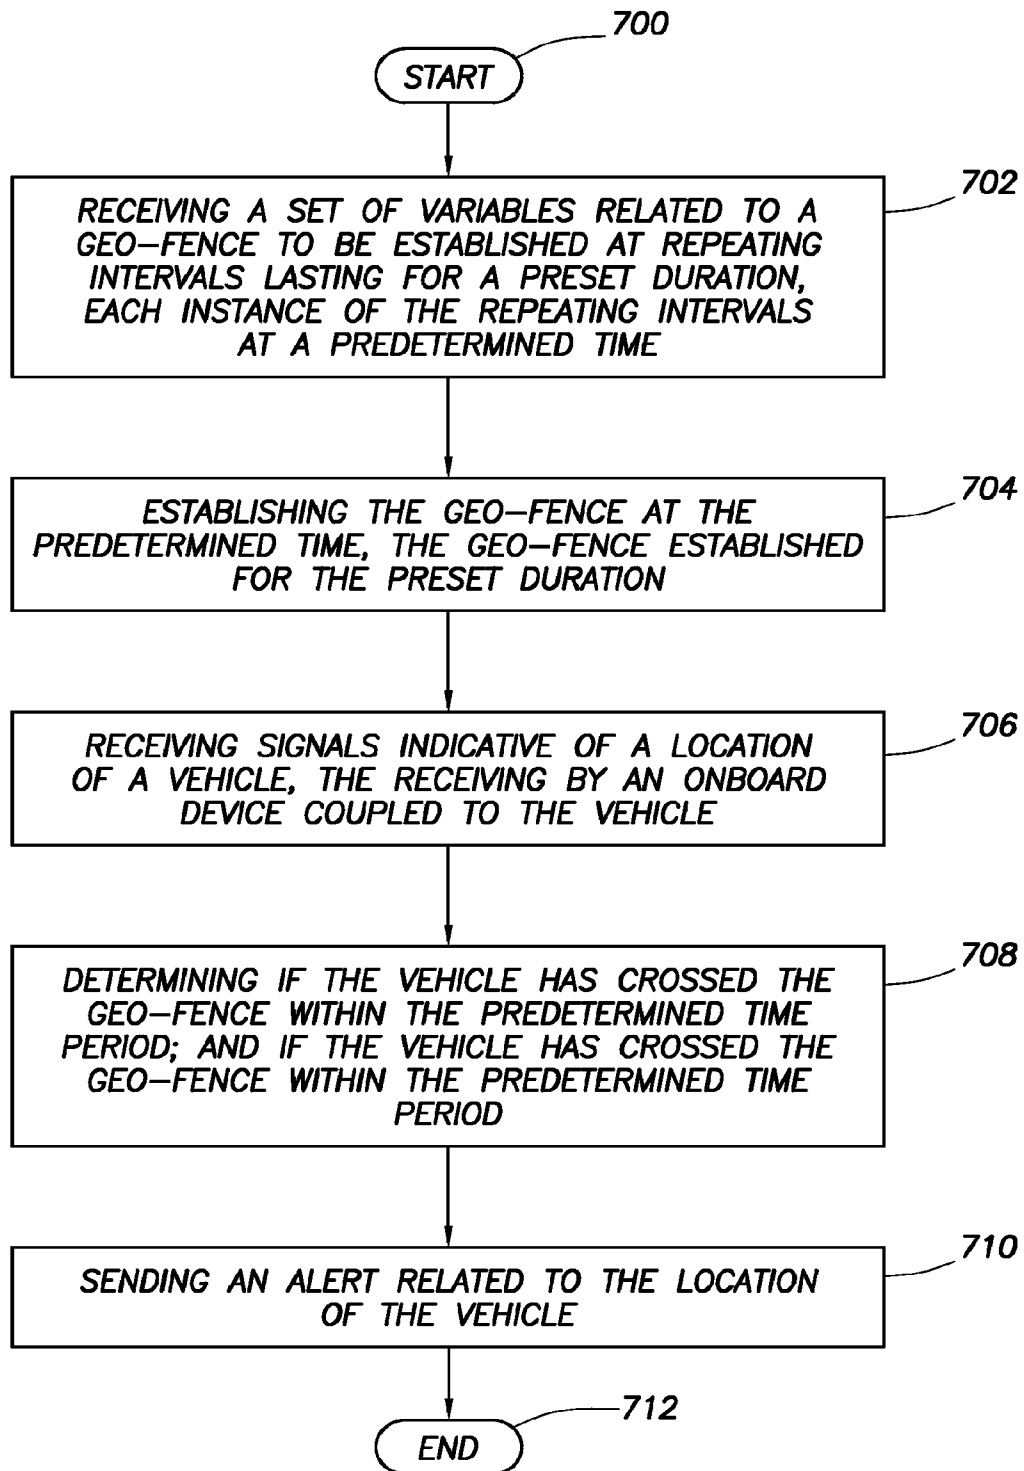 700
START
702
RECEIVING A SET OF VARIABLES RELATED TO A
GEO-FENCE TO BE ESTABLISHED AT REPEATING
INTERVALS LASTING FOR A PRESET DURATION,
EACH INSTANCE OF THE REPEATING INTERVALS
AT A PREDETERMINED TIME
704
ESTABLISHING THE GEO-FENCE AT THE
PREDETERMINED TIME, THE GEO-FENCE ESTABLISHED
FOR THE PRESET DURATION
706
RECEIVING SIGNALS INDICATIVE OF A LOCATION
OF A VEHICLE, THE RECEIVING BY AN ONBOARD
DEVICE COUPLED TO THE VEHICLE
708
DETERMINING IF THE VEHICLE HAS CROSSED THE
GEO-FENCE WITHIN THE PREDETERMINED TIME
PERIOD; AND IF THE VEHICLE HAS CROSSED THE
GEO-FENCE WITHIN THE PREDETERMINED TIME
PERIOD
710
SENDING AN ALERT RELATED TO THE LOCATION
OF THE VEHICLE
712
END